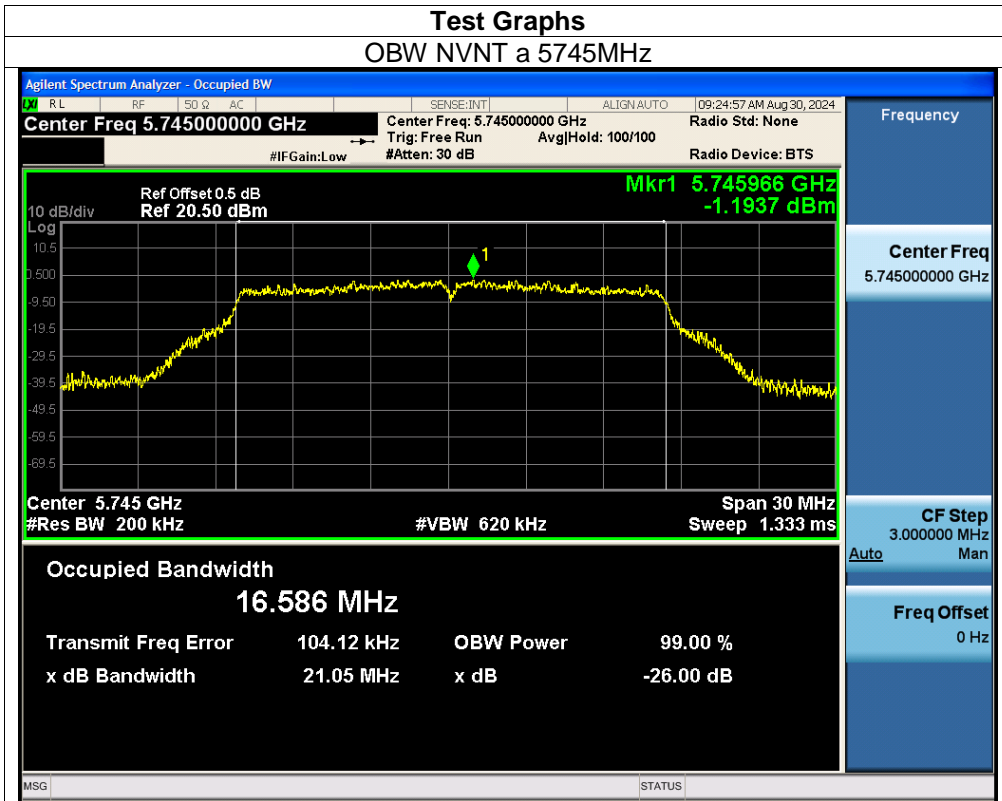 Test Graphs
OBW NVNT a 5745MHz
Agilent Spectrum Analyzer - Occupied BW
LXI RL RF 50 Ω AC SENSE:INT ALIGN AUTO 09:24:57 AM Aug 30, 2024
Center Freq 5.745000000 GHz
Center Freq: 5.745000000 GHz
Radio Std: None
Trig: Free Run Avg|Hold: 100/100
#IFGain:Low #Atten: 30 dB Radio Device: BTS
Frequency
Mkr1 5.745966 GHz
-1.1937 dBm
Ref Offset 0.5 dB
10 dB/div Ref 20.50 dBm
Log
10.5
0.500
-9.50
-19.5
-29.5
-39.5
-49.5
-59.5
-69.5
1
Center 5.745 GHz Span 30 MHz
#Res BW 200 kHz #VBW 620 kHz Sweep 1.333 ms
Center Freq
5.745000000 GHz
CF Step
3.000000 MHz
Auto Man
Freq Offset
0 Hz
Occupied Bandwidth
16.586 MHz
Transmit Freq Error 104.12 kHz OBW Power 99.00 %
x dB Bandwidth 21.05 MHz x dB -26.00 dB
MSG STATUS